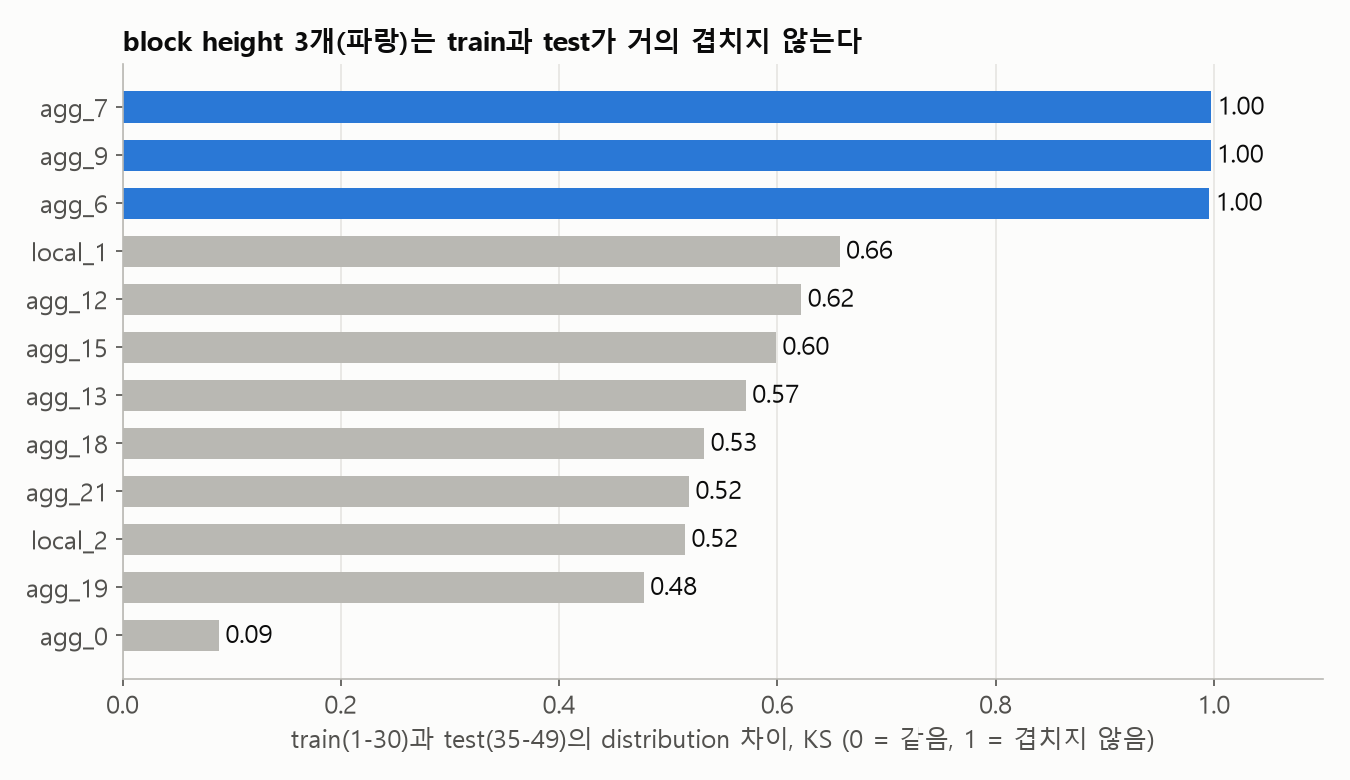 block height 3개(파랑)는 train과 test가 거의 겹치지 않는다
agg_7 1.00
agg_9 1.00
agg_6 1.00
local_1 0.66
agg_12 0.62
agg_15 0.60
agg_13 0.57
agg_18 0.53
agg_21 0.52
local_2 0.52
agg_19 0.48
agg_0 0.09
0.0 0.2 0.4 0.6 0.8 1.0
train(1-30)과 test(35-49)의 distribution 차이, KS (0 = 같음, 1 = 겹치지 않음)